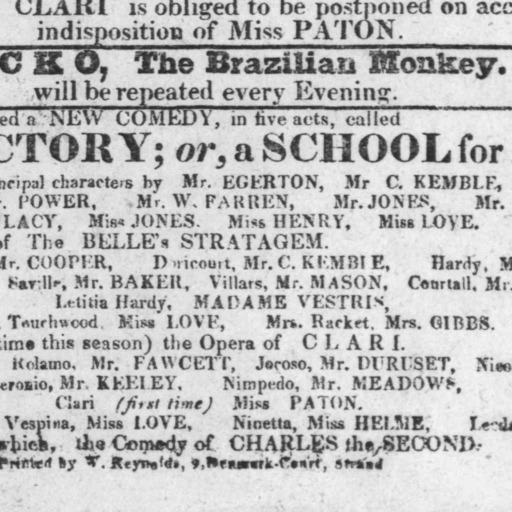 CLARI is obliged to be postponed on acc
indisposition of Miss PATON.
CKO, The Brazilian Monkey.
will be repeated every Evening.
ed a NEW COMEDY, in five acts, called
CTORY; or, a SCHOOL for
ncipal characters by Mr. EGERTON, Mr C. KEMBLE,
. POWER, Mr. W. FARREN, Mr. JONES, Mr.
LACY, Miss JONES. Miss HENRY, Miss LOVE.
of The BELLE's STRATAGEM.
Mr. COOPER, Doricourt, Mr. C. KEMBLE, Hardy, M
Saville, Mr. BAKER, Villars, Mr. MASON, Courtall, Mr.
Letitia Hardy, MADAME VESTRIS,
Touchwood Miss LOVE, Mrs. Racket, Mrs. GIBBS.
time this season) the Opera of CLARI.
Rolamo, Mr. FAWCETT, Jocoso, Mr. DURUSET, Nico
eronio, Mr. KEELEY, Nimpedo, Mr. MEADOWS,
Clari (first time) Miss PATON.
Vespina, Miss LOVE, Ninetta, Miss HELME, Leoda
which, the Comedy of CHARLES the SECOND.
Printed by W. Reynolds, 9, Denmark-Court, Strand